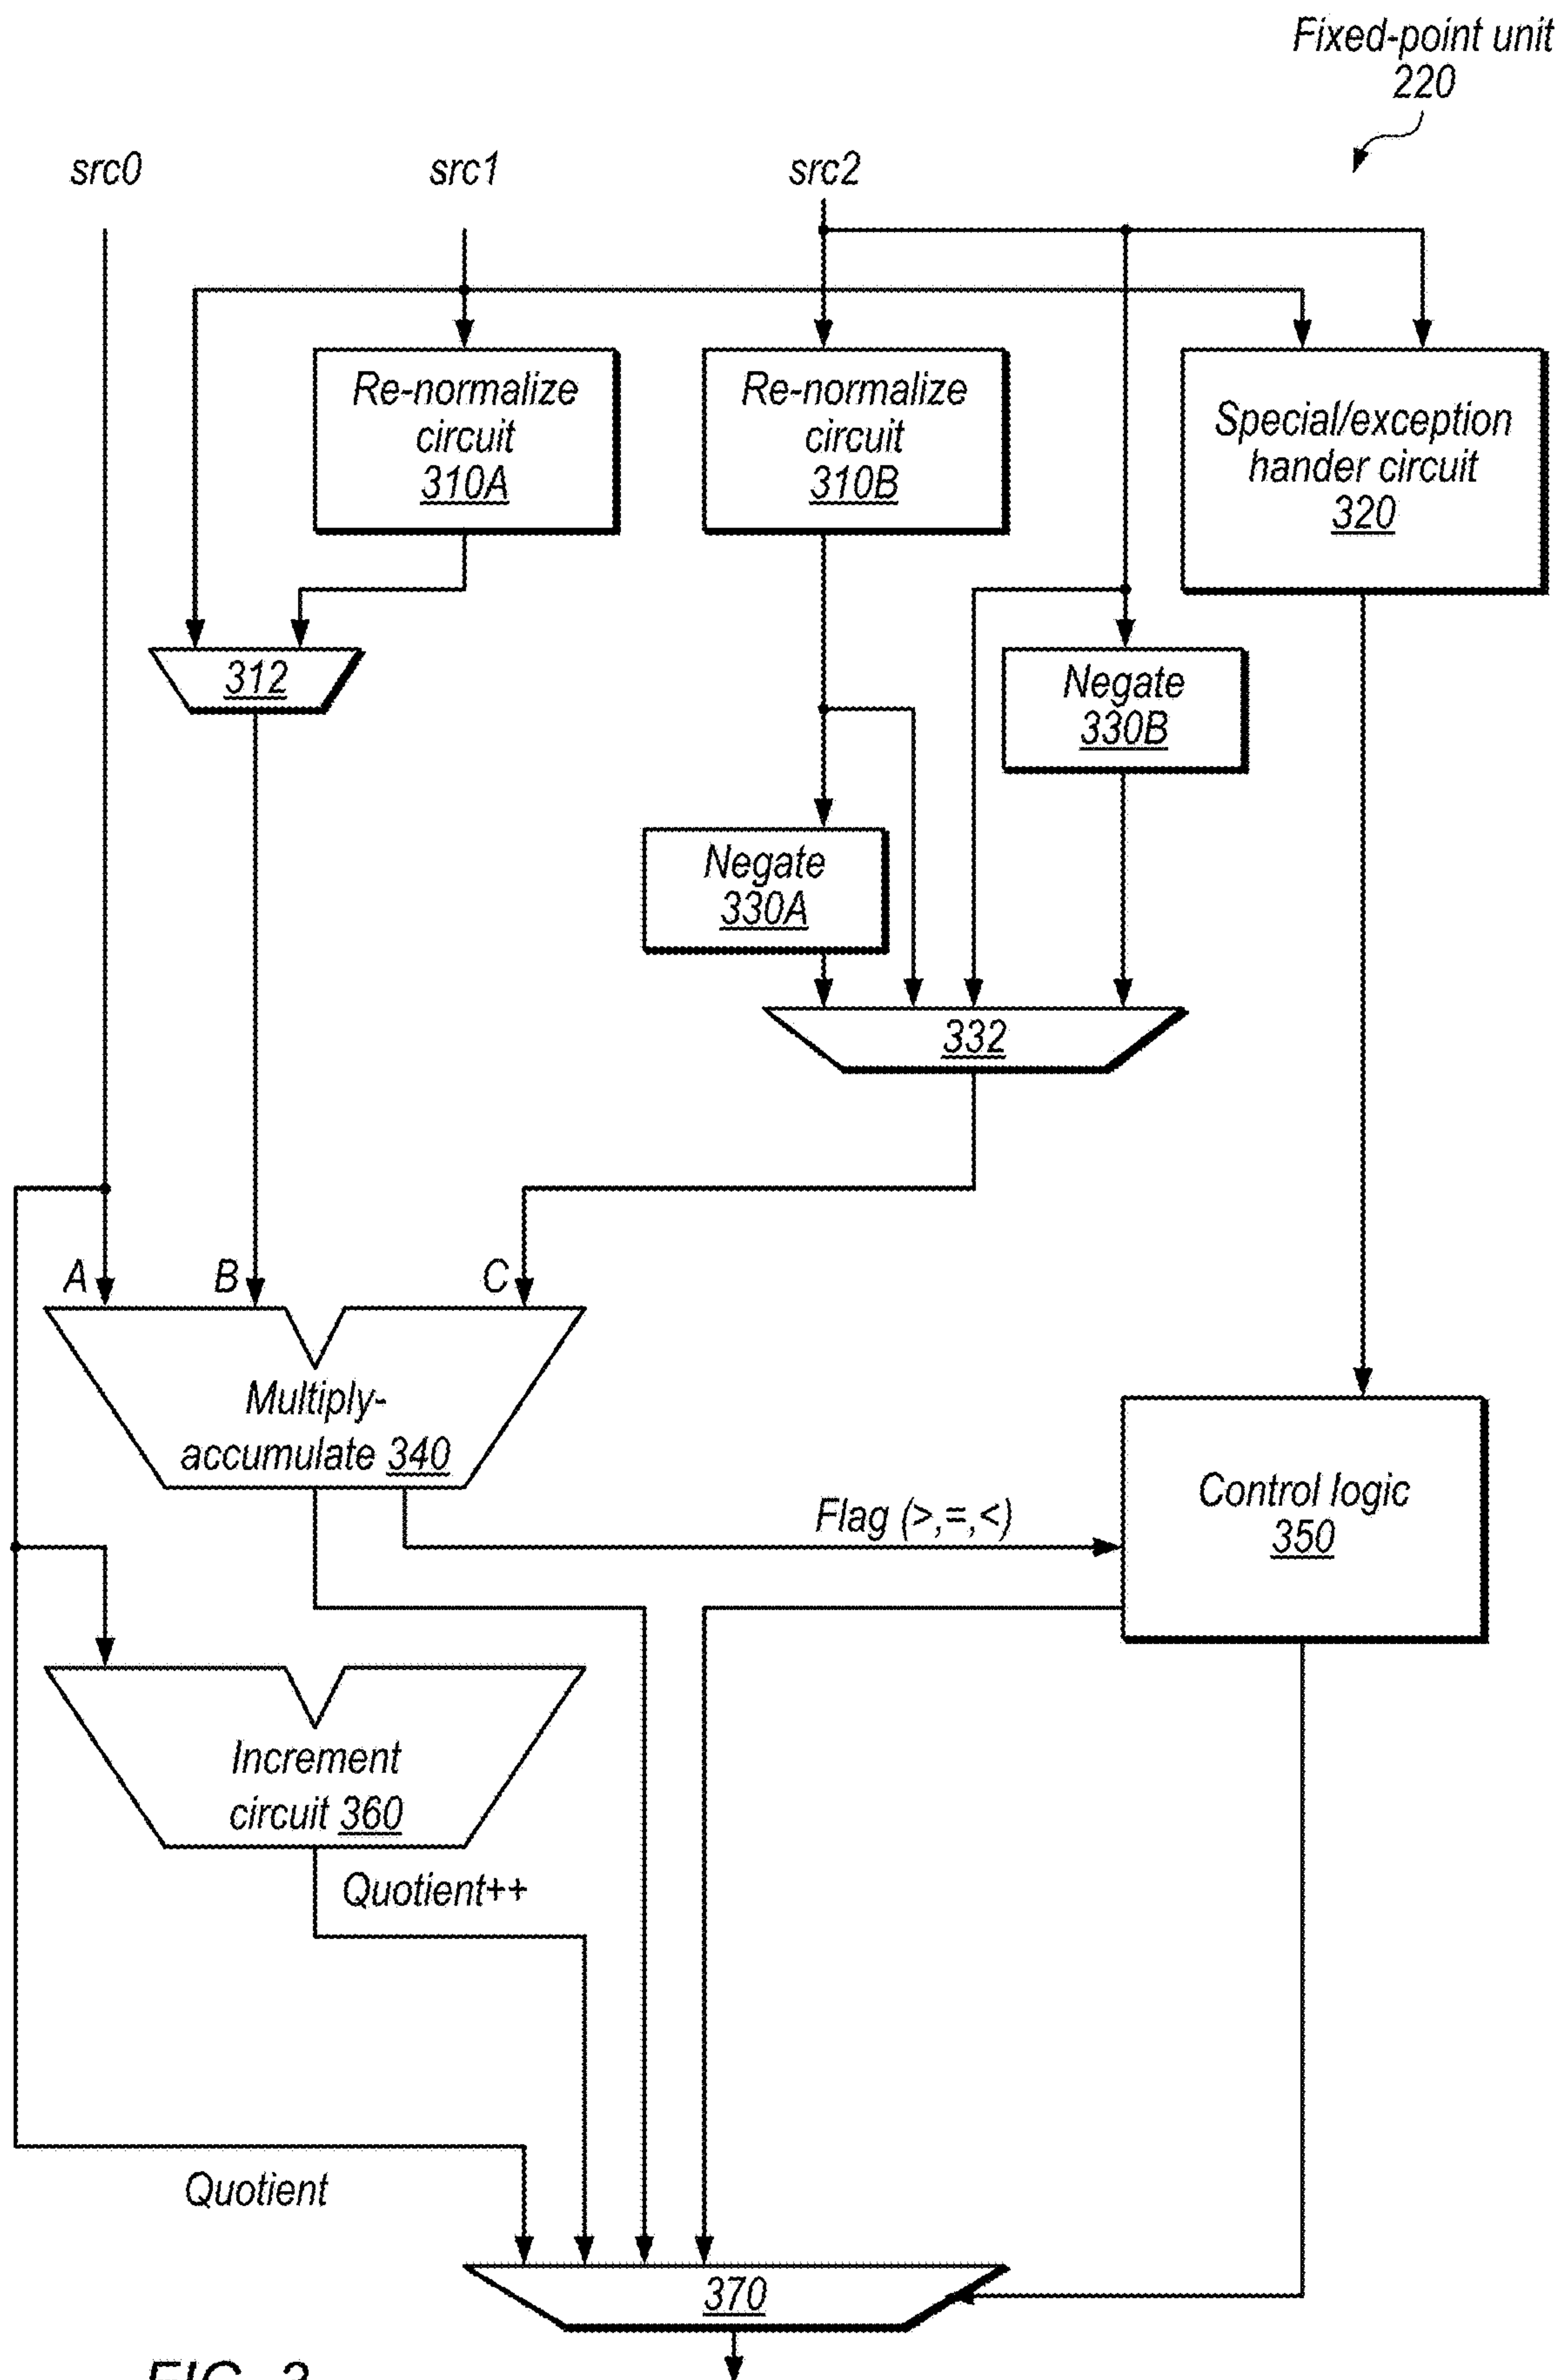 Fixed-point unit
220
src0
src1
src2
Re-normalize
circuit
310A
Re-normalize
circuit
310B
Special/exception
hander circuit
320
312
Negate
330B
Negate
330A
332
A
B
C
Multiply-
accumulate 340
Flag (>,=,<)
Control logic
350
Increment
circuit 360
Quotient++
Quotient
370